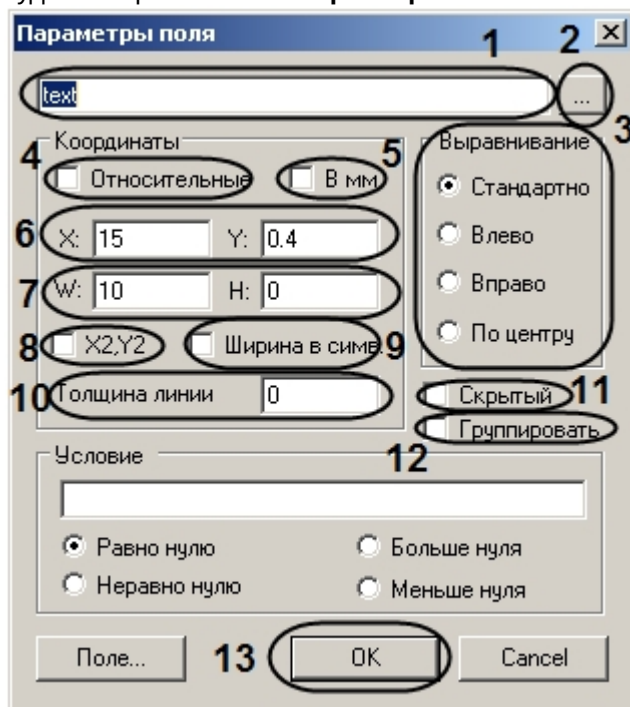 Параметры поля
1
2
text
...
3
Координаты
Выравнивание
4
5
Относительные
В мм
Стандартно
6
X: 15
Y: 0.4
Влево
7
W: 10
H: 0
Вправо
8
X2,Y2
Ширина в симв.
9
По центру
10
Толщина линии
0
Скрытый
11
Группировать
12
Условие
Равно нулю
Больше нуля
Неравно нулю
Меньше нуля
Поле...
13
OK
Cancel